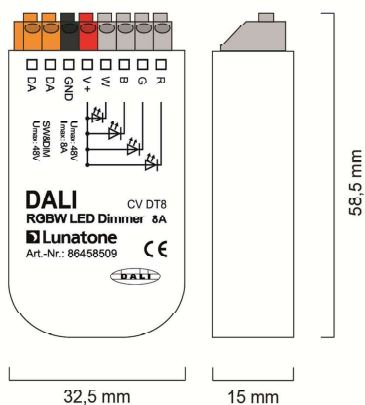 DA DA GND V+ W B G R
SW&DIM
Umax: 48V
Umax: 48V
Imax: 8A
DALI CV DT8
RGBW LED Dimmer 8A
Lunatone
Art.-Nr.: 86458509 CE
DALI
58,5 mm
32,5 mm 15 mm